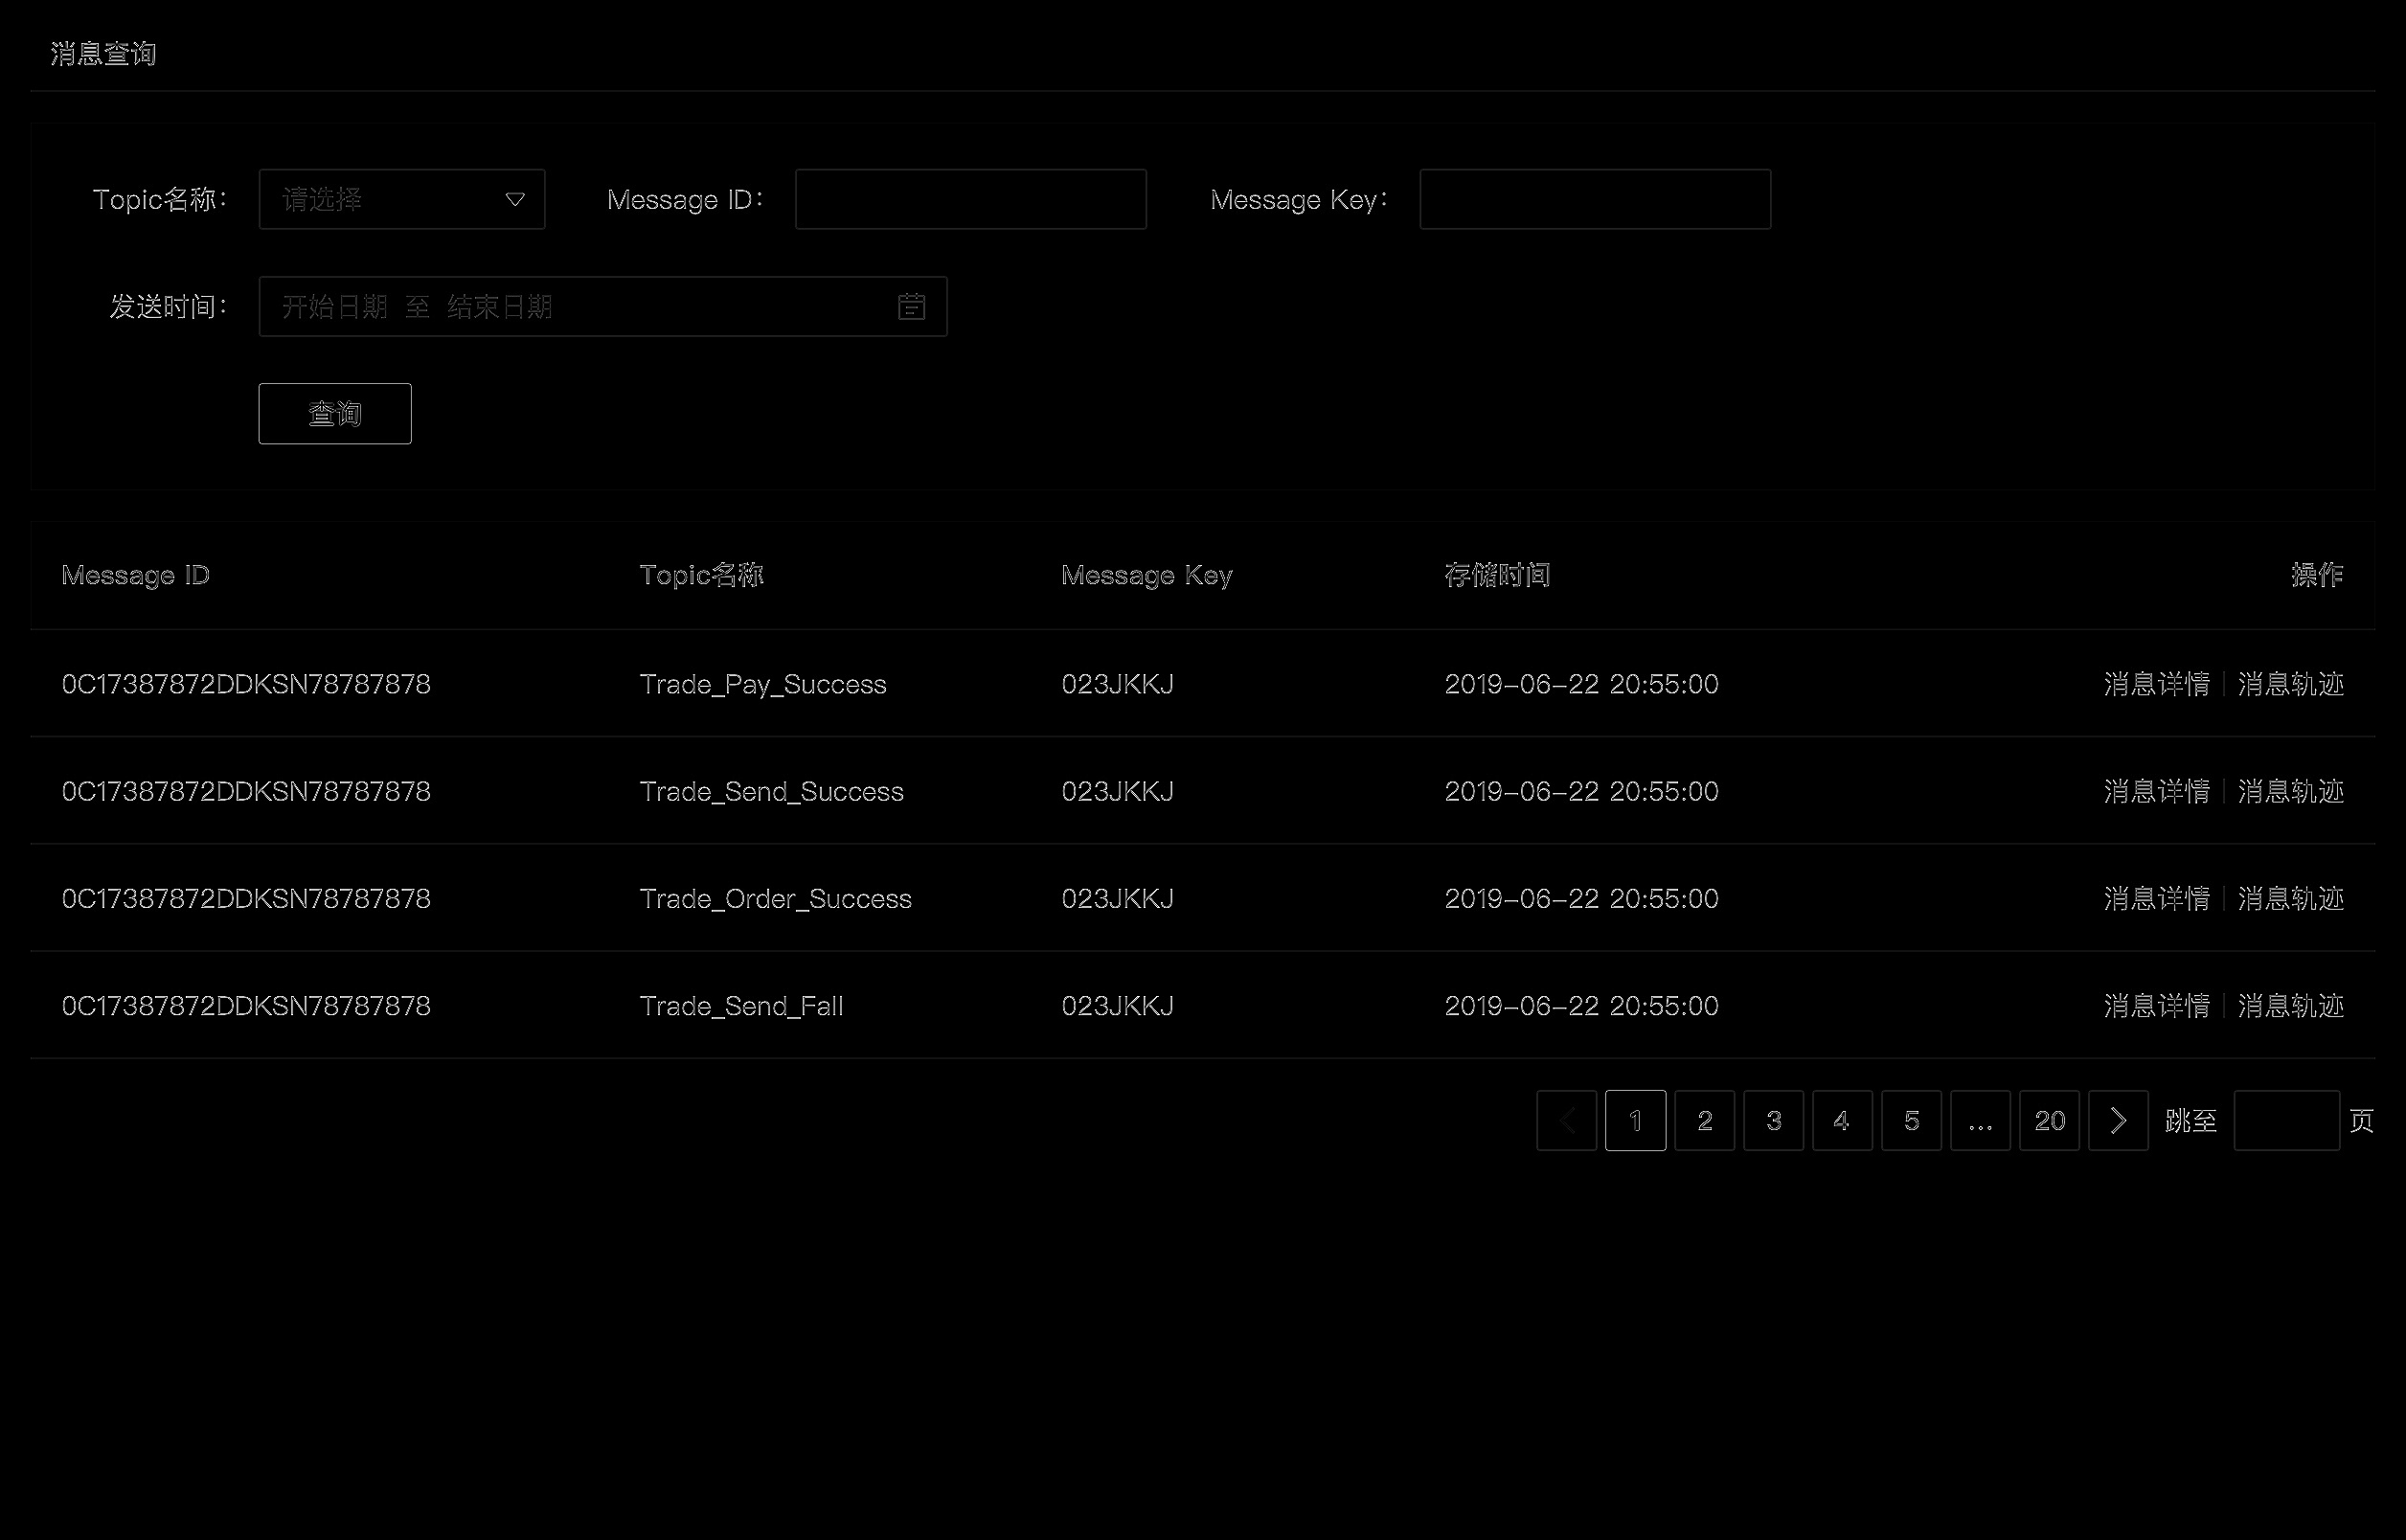 消息查询
Topic名称： 请选择 Message ID： Message Key：
发送时间： 开始日期 至 结束日期
查询
Message ID Topic名称 Message Key 存储时间 操作
0C17387872DDKSN78787878 Trade_Pay_Success 023JKKJ 2019-06-22 20:55:00 消息详情 消息轨迹
0C17387872DDKSN78787878 Trade_Send_Success 023JKKJ 2019-06-22 20:55:00 消息详情 消息轨迹
0C17387872DDKSN78787878 Trade_Order_Success 023JKKJ 2019-06-22 20:55:00 消息详情 消息轨迹
0C17387872DDKSN78787878 Trade_Send_Fall 023JKKJ 2019-06-22 20:55:00 消息详情 消息轨迹
1 2 3 4 5 ... 20 跳至 页